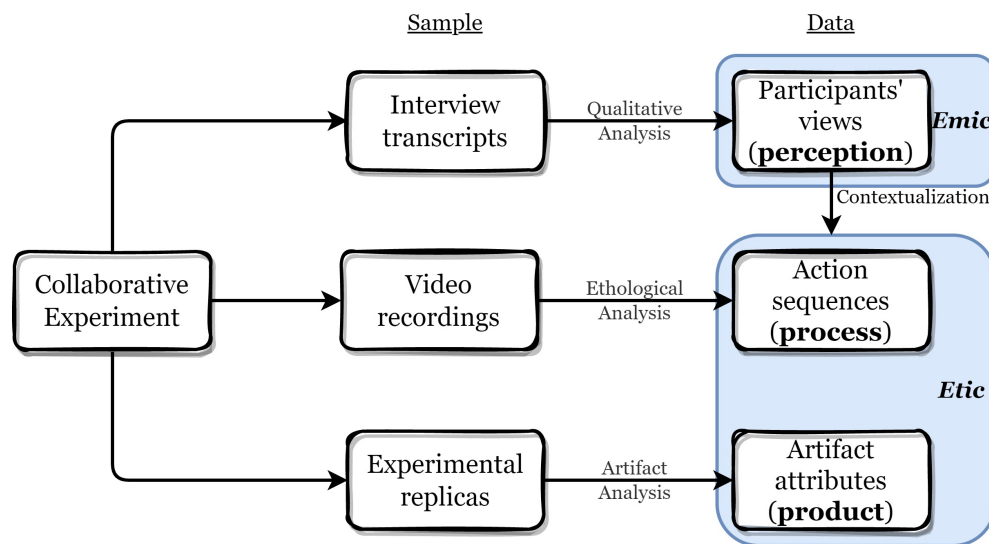 Sample
Data
Interview
transcripts
Qualitative
Analysis
Participants'
views
(perception)
Emic
Contextualization
Collaborative
Experiment
Video
recordings
Ethological
Analysis
Action
sequences
(process)
Etic
Experimental
replicas
Artifact
Analysis
Artifact
attributes
(product)